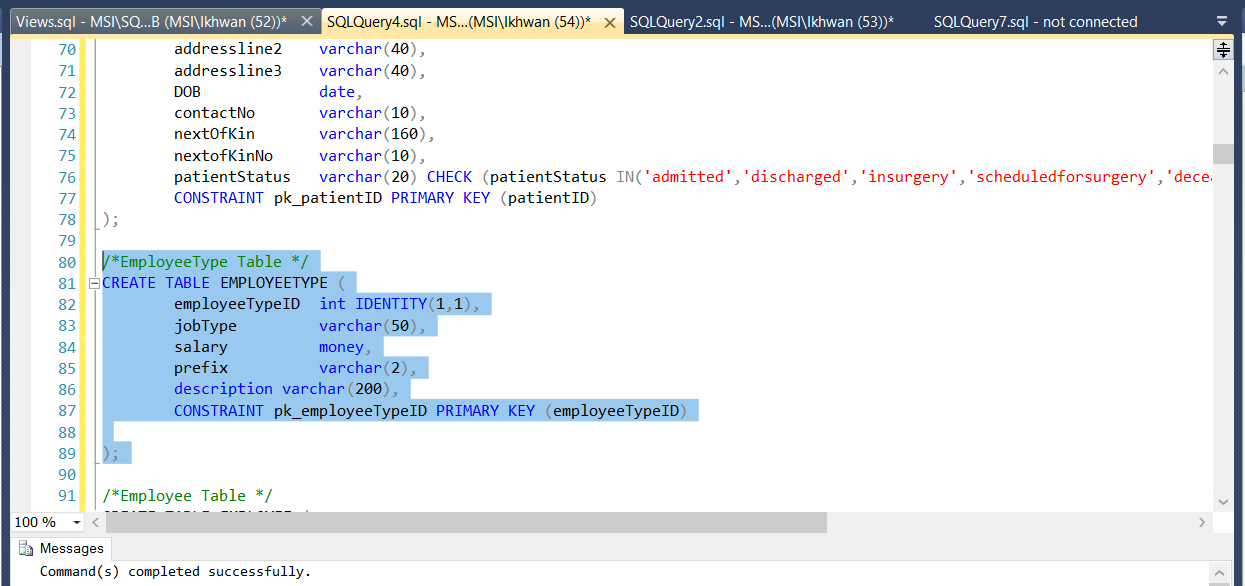 Views.sql - MSI\SQ...B (MSI\Ikhwan (52))* SQLQuery4.sql - MS...(MSI\Ikhwan (54))* SQLQuery2.sql - MS...(MSI\Ikhwan (53))* SQLQuery7.sql - not connected
70 addressline2 varchar(40),
71 addressline3 varchar(40),
72 DOB date,
73 contactNo varchar(10),
74 nextOfKin varchar(160),
75 nextofKinNo varchar(10),
76 patientStatus varchar(20) CHECK (patientStatus IN('admitted','discharged','insurgery','scheduledforsurgery','decea
77 CONSTRAINT pk_patientID PRIMARY KEY (patientID)
78 );
79
80 /*EmployeeType Table */
81 CREATE TABLE EMPLOYEETYPE (
82 employeeTypeID int IDENTITY(1,1),
83 jobType varchar(50),
84 salary money,
85 prefix varchar(2),
86 description varchar(200),
87 CONSTRAINT pk_employeeTypeID PRIMARY KEY (employeeTypeID)
88
89 );
90
91 /*Employee Table */
100 %
Messages
Command(s) completed successfully.